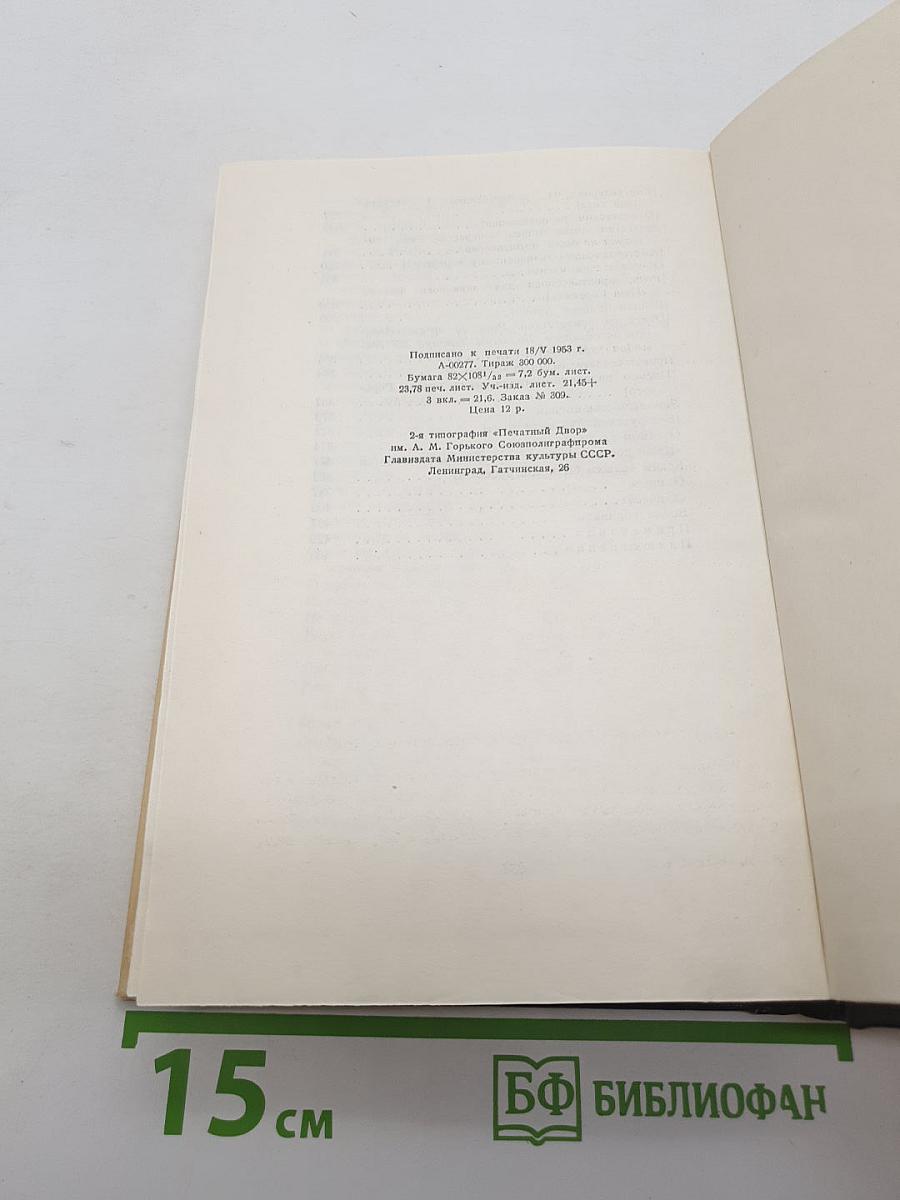 Подписано к печати 18/V 1953 г.
А-00277. Тираж 300 000.
Бумага 82×108¹/₃₂ = 7,2 бум. лист.
23,78 печ. лист. Уч.-изд. лист. 21,45+
3 вкл. = 21,6. Заказ № 309.
Цена 12 р.
2-я типография «Печатный Двор»
им. А. М. Горького Союзполиграфпрома
Главиздата Министерства культуры СССР.
Ленинград, Гатчинская, 26
15 см
БФ БИБЛИОФАН